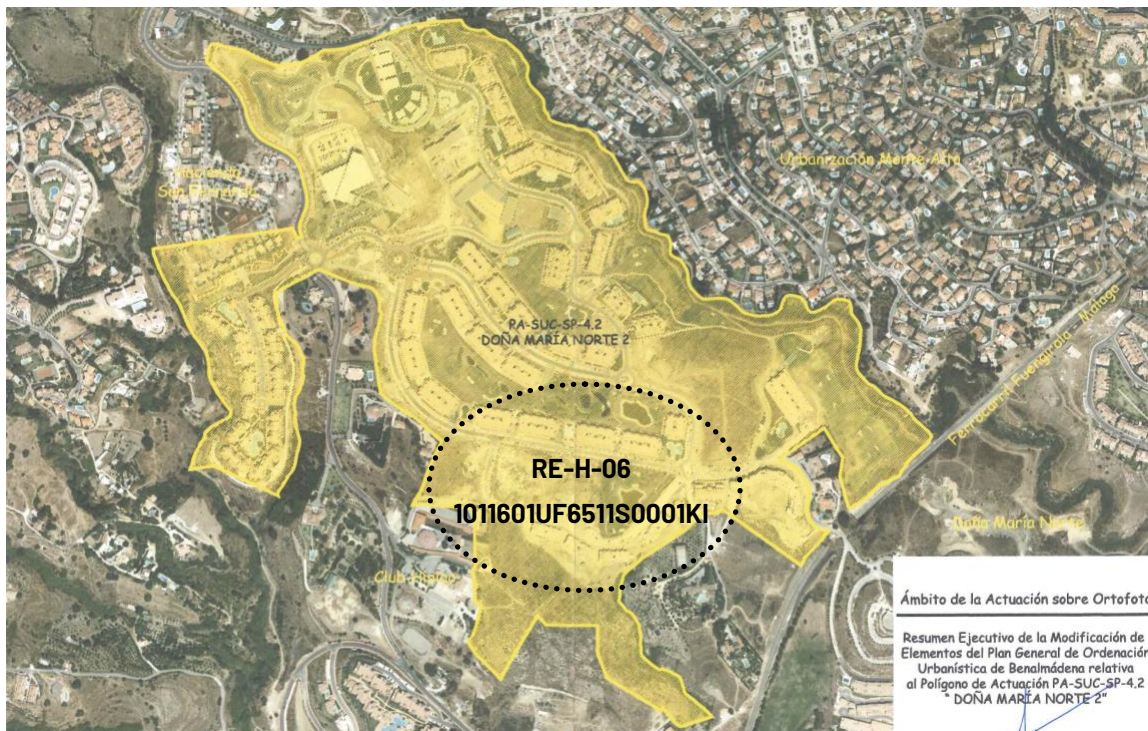 Urbanización Monte Alto
Hacienda
San Fernando
PA-SUC-SP-4.2
DOÑA MARÍA NORTE 2
Ferrocarril Fuengirola - Málaga
RE-H-06
1011601UF6511S0001KI
Doña María Norte
Club Hípico
Ámbito de la Actuación sobre Ortofoto
Resumen Ejecutivo de la Modificación de
Elementos del Plan General de Ordenación
Urbanística de Benalmádena relativa
al Polígono de Actuación PA-SUC-SP-4.2
" DOÑA MARÍA NORTE 2"